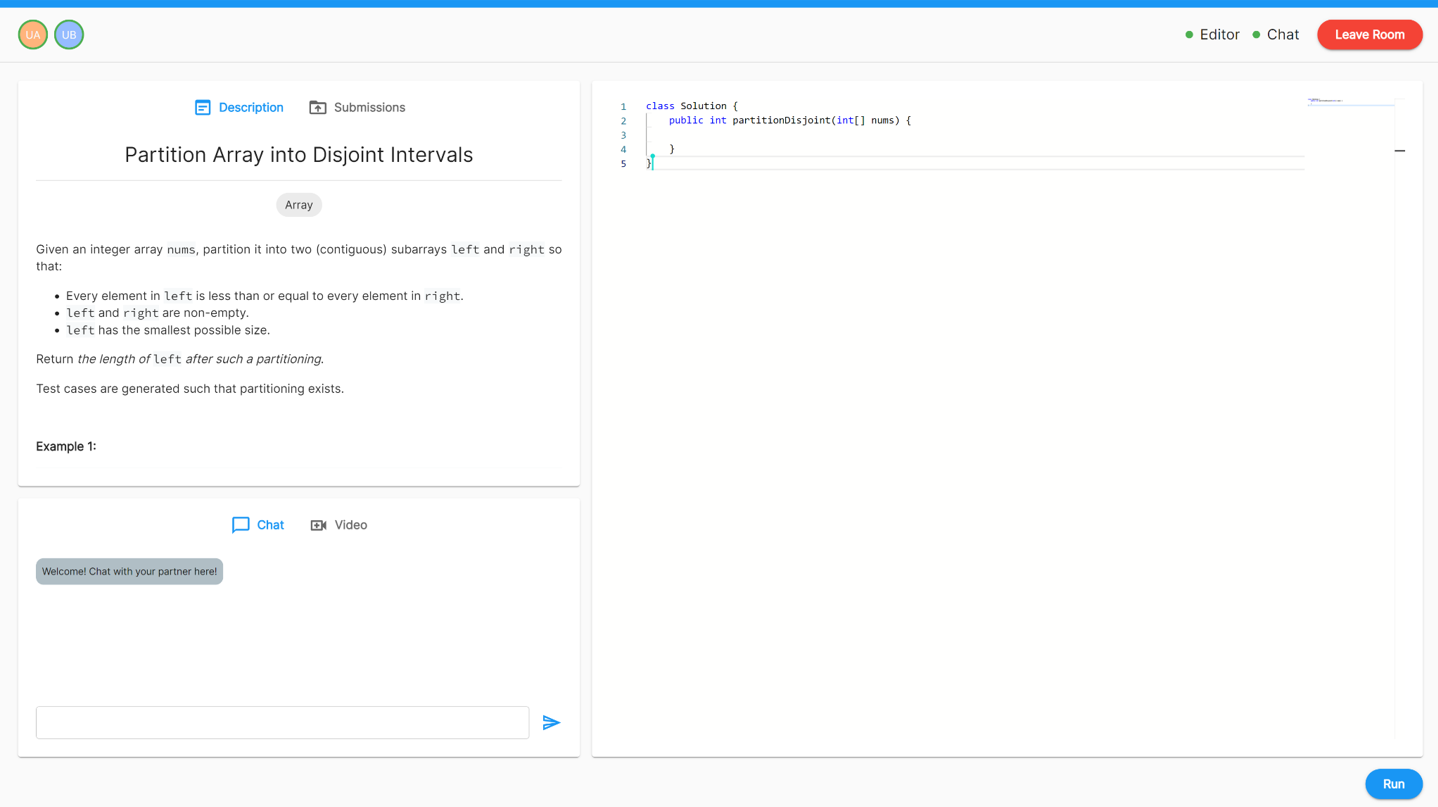 UA UB
Editor Chat Leave Room
Description Submissions
Partition Array into Disjoint Intervals
Array
Given an integer array nums, partition it into two (contiguous) subarrays left and right so
that:
• Every element in left is less than or equal to every element in right.
• left and right are non-empty.
• left has the smallest possible size.
Return the length of left after such a partitioning.
Test cases are generated such that partitioning exists.
Example 1:
Chat Video
Welcome! Chat with your partner here!
1 class Solution {
2 public int partitionDisjoint(int[] nums) {
3
4 }
5 }
Run